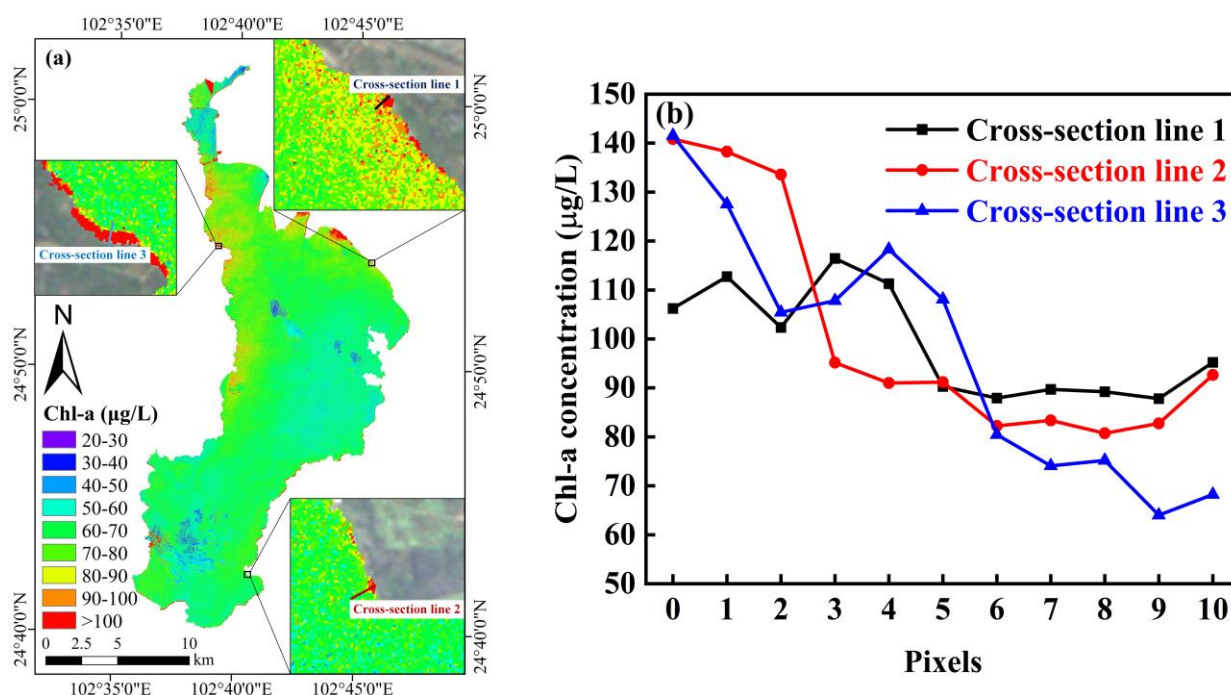 102°35'0"E 102°40'0"E 102°45'0"E
(a)
Cross-section line 1
25°0'0"N
25°0'0"N
Cross-section line 3
N
24°50'0"N
24°50'0"N
Chl-a (µg/L)
20-30
30-40
40-50
50-60
60-70
70-80
80-90
90-100
>100
Cross-section line 2
24°40'0"N
24°40'0"N
0 2.5 5 10
km
102°35'0"E 102°40'0"E 102°45'0"E
(b)
Cross-section line 1
Cross-section line 2
Cross-section line 3
Chl-a concentration (µg/L)
150
140
130
120
110
100
90
80
70
60
50
0 1 2 3 4 5 6 7 8 9 10
Pixels